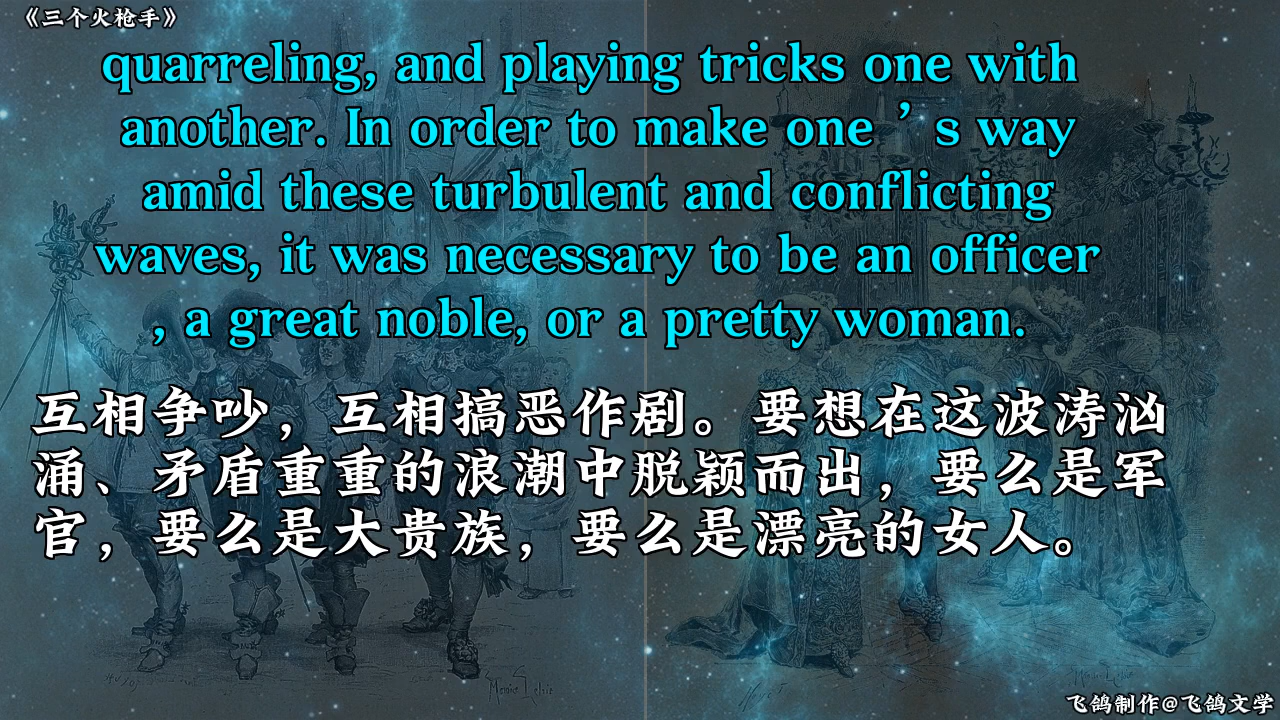 《三个火枪手》
quarreling, and playing tricks one with
another. In order to make one ’ s way
amid these turbulent and conflicting
waves, it was necessary to be an officer
, a great noble, or a pretty woman.
互相争吵，互相搞恶作剧。要想在这波涛汹
涌、矛盾重重的浪潮中脱颖而出，要么是军
官，要么是大贵族，要么是漂亮的女人。
飞鸽制作@飞鸽文学